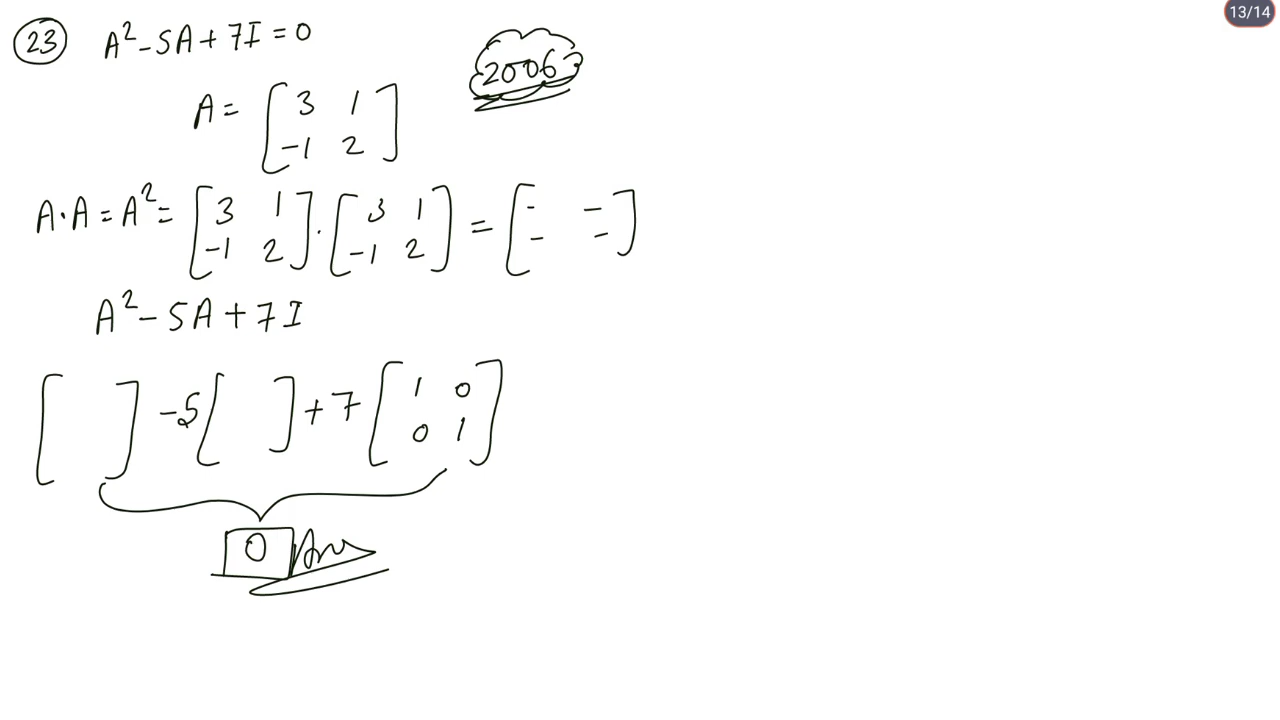 13/14
23 A²-5A+7I=0
2006
A= [3 1
-1 2]
A·A=A²= [3 1
-1 2] · [3 1
-1 2] = [- -
- -]
A²-5A+7I
[ ] -5[ ] +7 [1 0
0 1]
0 Ans